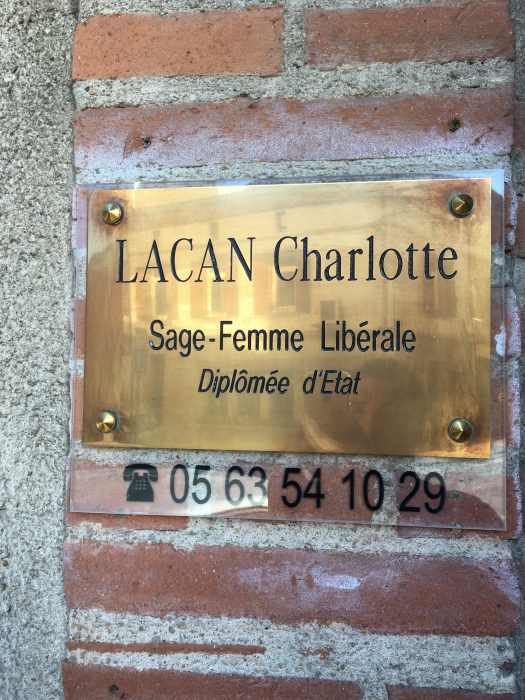 LACAN Charlotte
Sage-Femme Libérale
Diplômée d'Etat
☎ 05 63 54 10 29